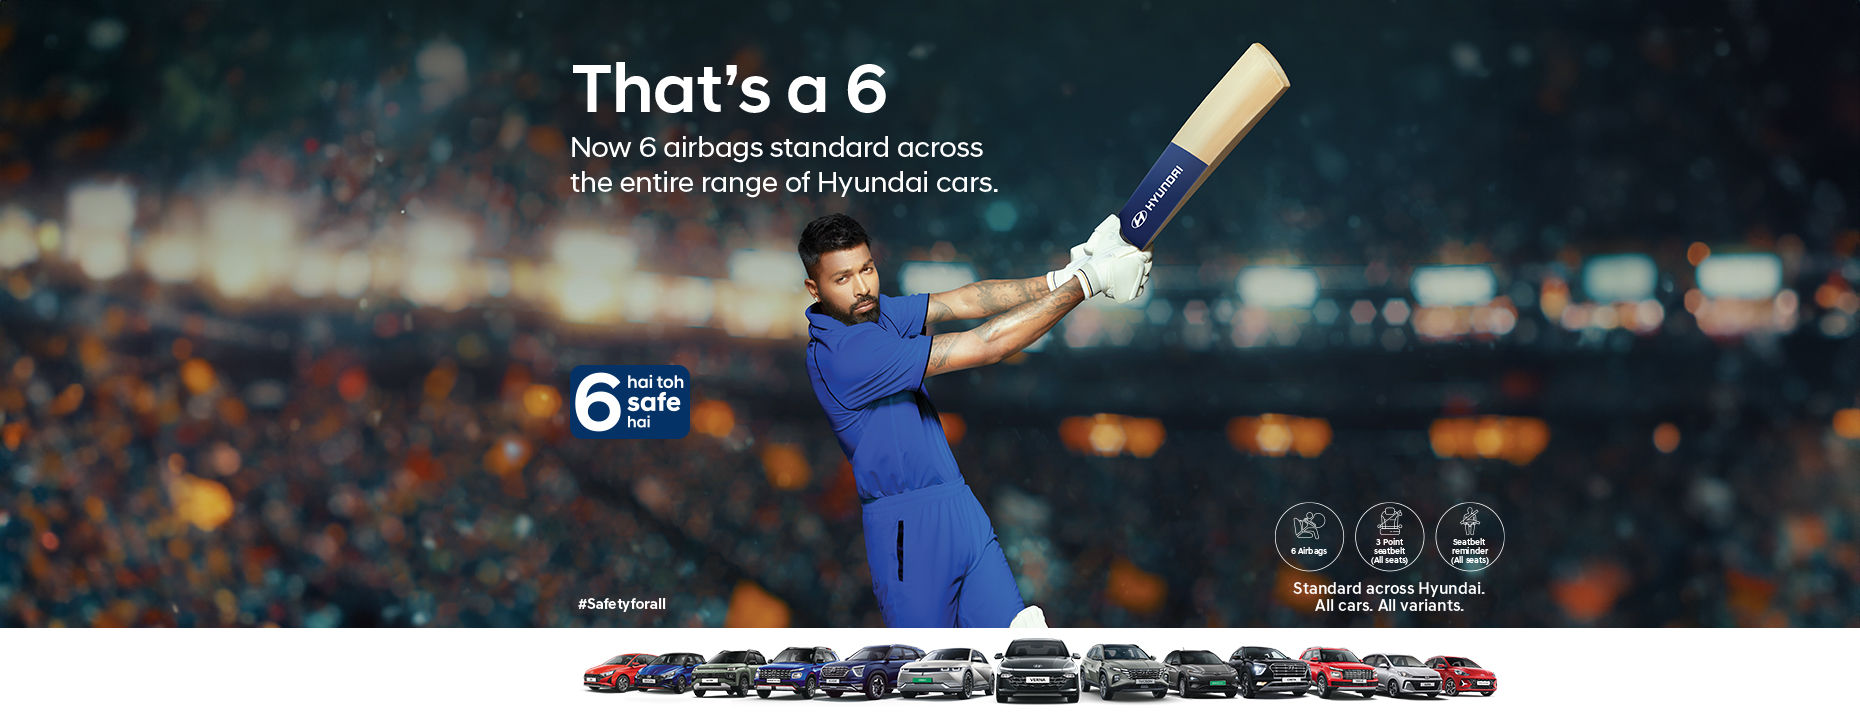 That's a 6
Now 6 airbags standard across
the entire range of Hyundai cars.
HYUNDAI
6 hai toh
safe
hai
6 Airbags
3 Point
seatbelt
(All seats)
Seatbelt
reminder
(All seats)
Standard across Hyundai.
All cars. All variants.
#Safetyforall
VERNA